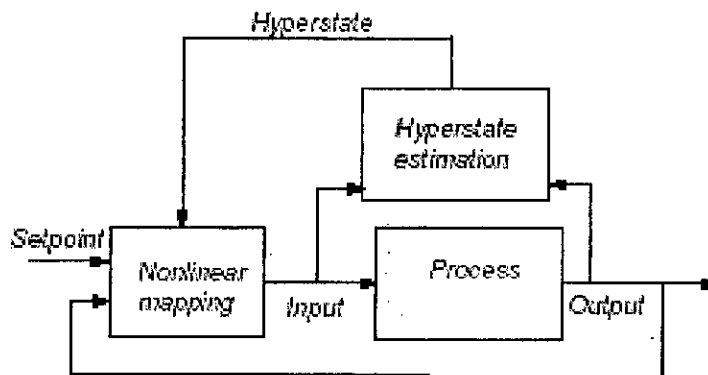 Hyperstate
Hyperstate
estimation
Setpoint
Nonlinear
mapping
Process
Input
Output